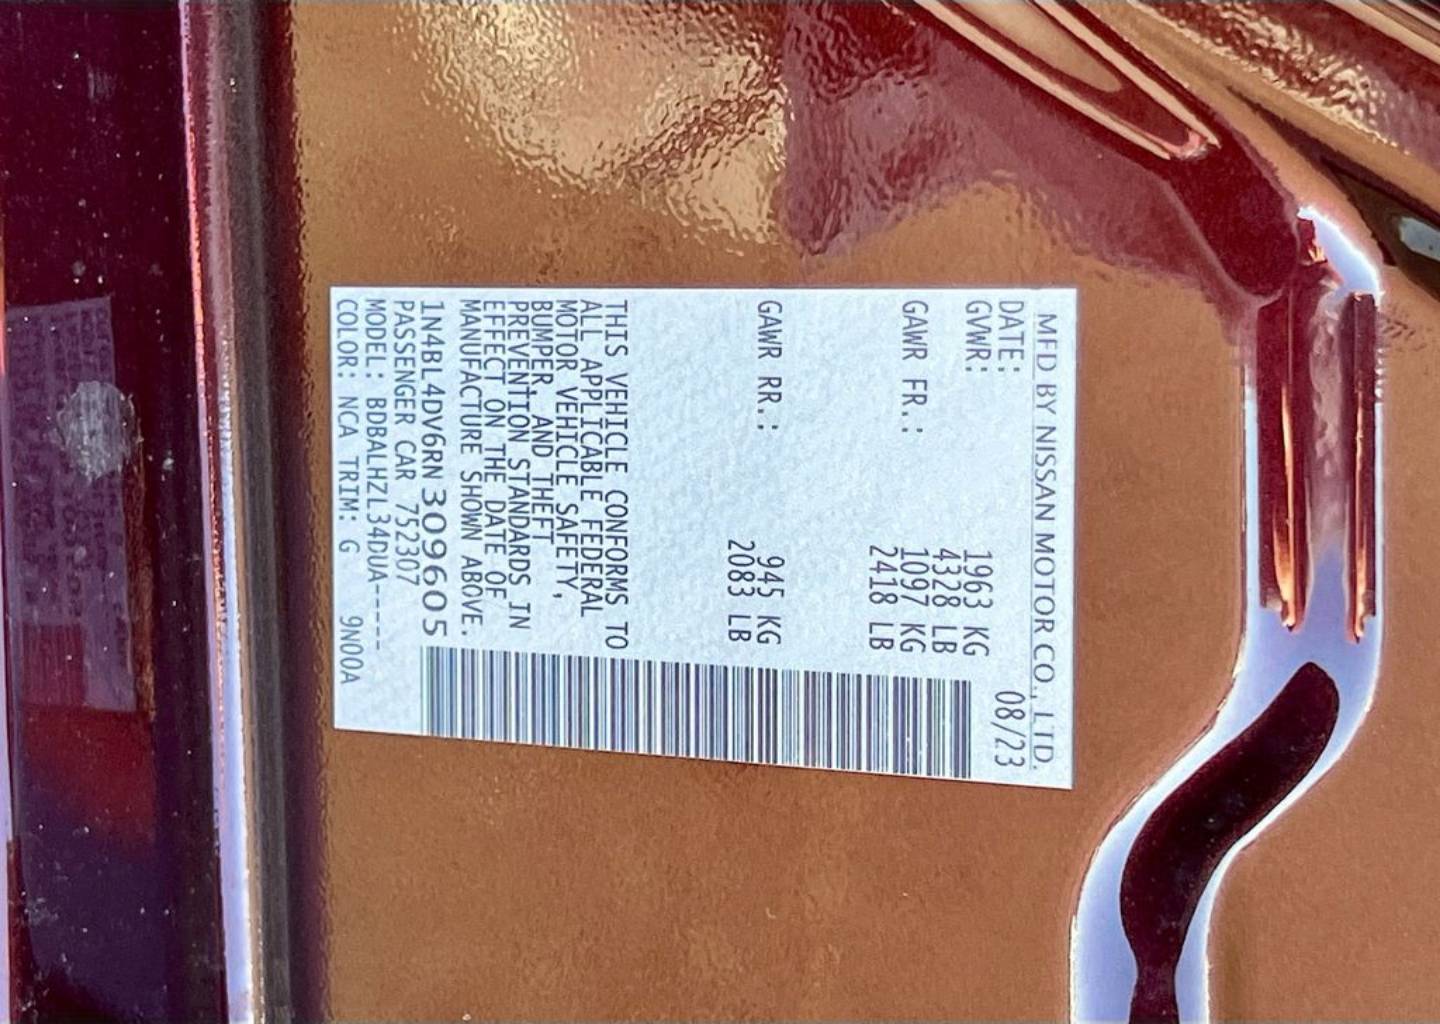 MFD BY NISSAN MOTOR CO., LTD.
DATE: 08/23
GVWR: 1963 KG
4328 LB
GAWR FR.: 1097 KG
2418 LB
GAWR RR.: 945 KG
2083 LB
THIS VEHICLE CONFORMS TO
ALL APPLICABLE FEDERAL
MOTOR VEHICLE SAFETY,
BUMPER, AND THEFT
PREVENTION STANDARDS IN
EFFECT ON THE DATE OF
MANUFACTURE SHOWN ABOVE.
1N4BL4DV6RN309605
PASSENGER CAR 752307
MODEL: BDBALHZL34DUA-----
COLOR: NCA TRIM: G 9N00A